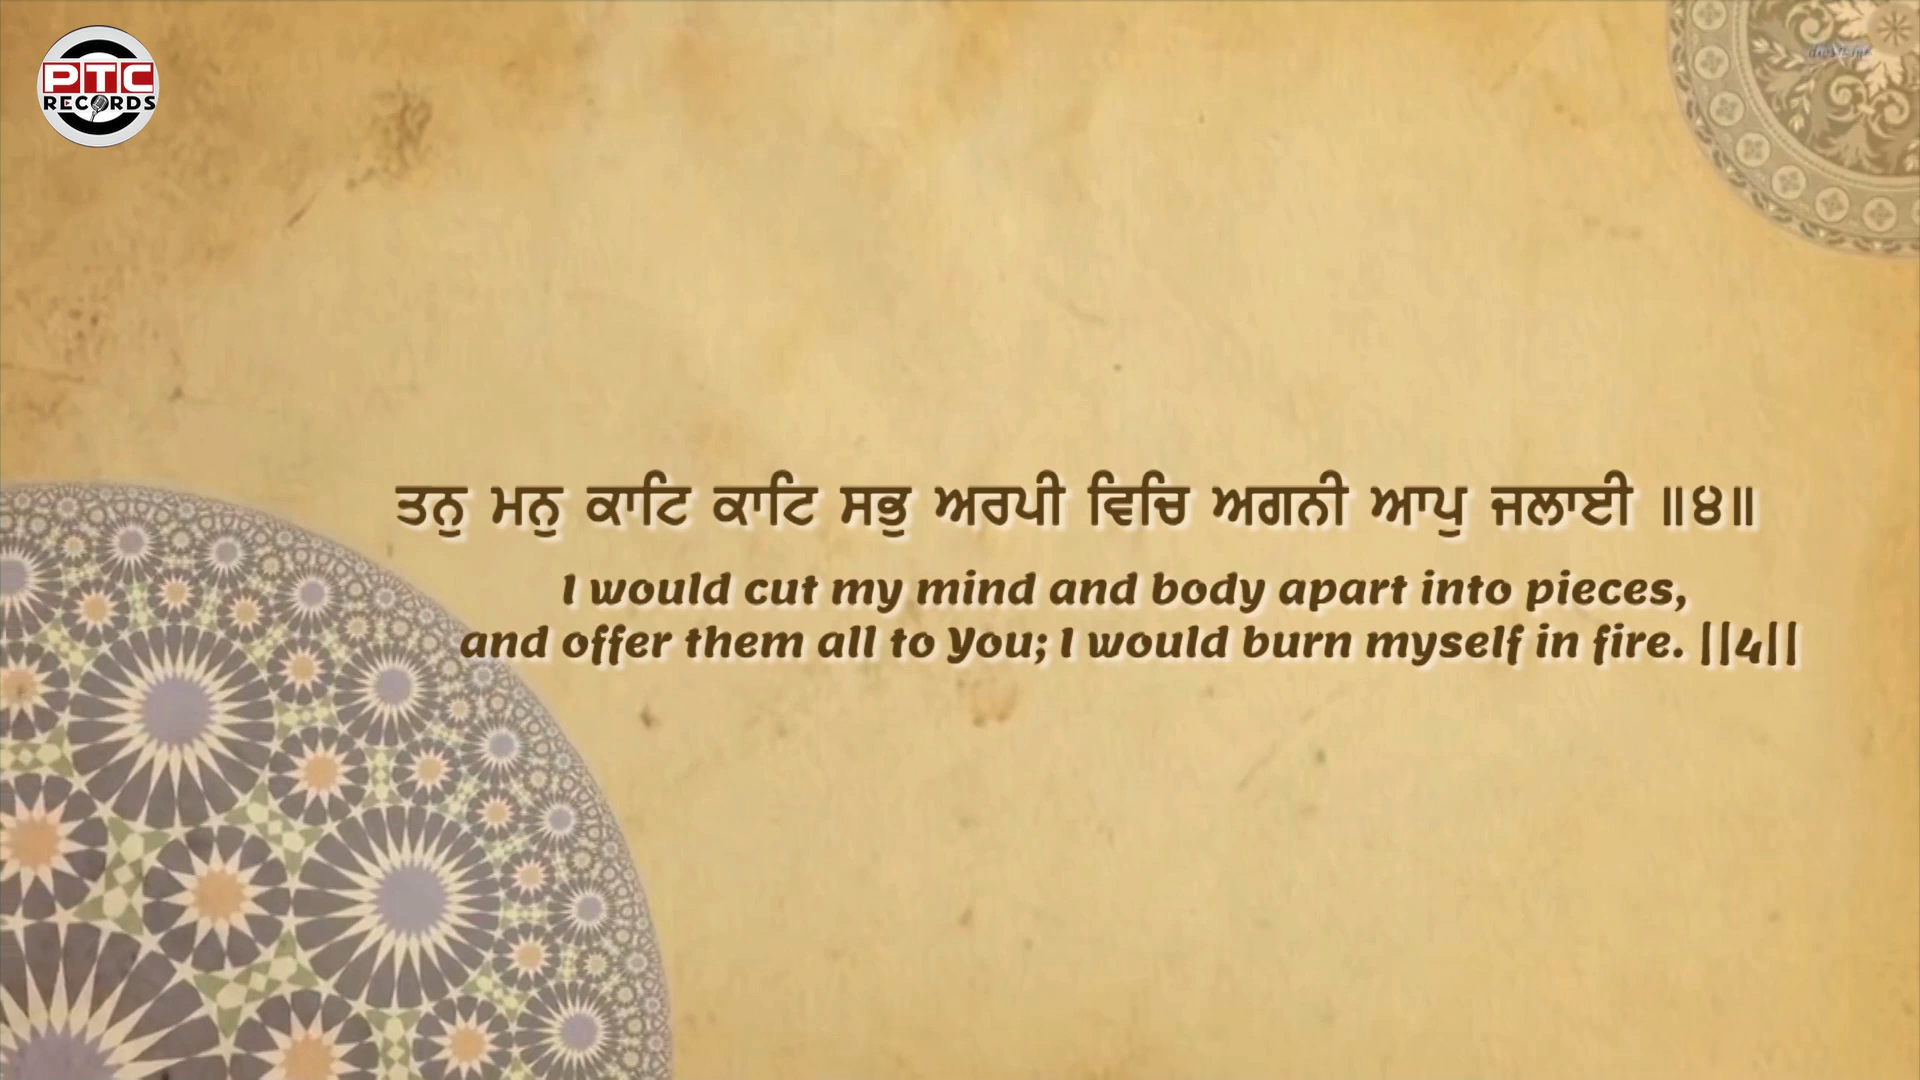 PTC
RECORDS
ਤਨੁ ਮਨੁ ਕਾਟਿ ਕਾਟਿ ਸਭੁ ਅਰਪੀ ਵਿਚਿ ਅਗਨੀ ਆਪੁ ਜਲਾਈ ॥੪॥
I would cut my mind and body apart into pieces,
and offer them all to You; I would burn myself in fire. ||4||